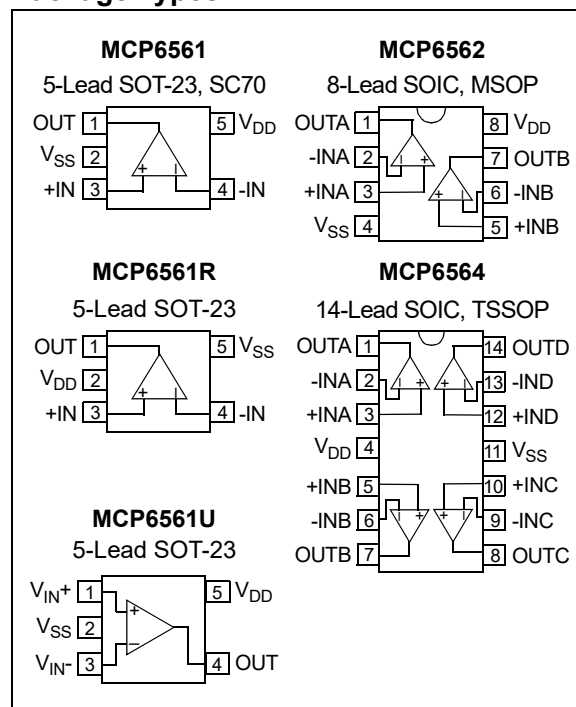 MCP6561
5-Lead SOT-23, SC70
OUT 1
5 VDD
VSS 2
+IN 3
4 -IN
+ –
MCP6561R
5-Lead SOT-23
OUT 1
5 VSS
VDD 2
+IN 3
4 -IN
+ –
MCP6561U
5-Lead SOT-23
VIN+ 1
5 VDD
VSS 2
VIN- 3
4 OUT
+
–
MCP6562
8-Lead SOIC, MSOP
OUTA 1
8 VDD
-INA 2
7 OUTB
+INA 3
6 -INB
VSS 4
5 +INB
– +
+ –
MCP6564
14-Lead SOIC, TSSOP
OUTA 1
14 OUTD
-INA 2
13 -IND
+INA 3
12 +IND
VDD 4
11 VSS
+INB 5
10 +INC
-INB 6
9 -INC
OUTB 7
8 OUTC
– + + –
– + + –